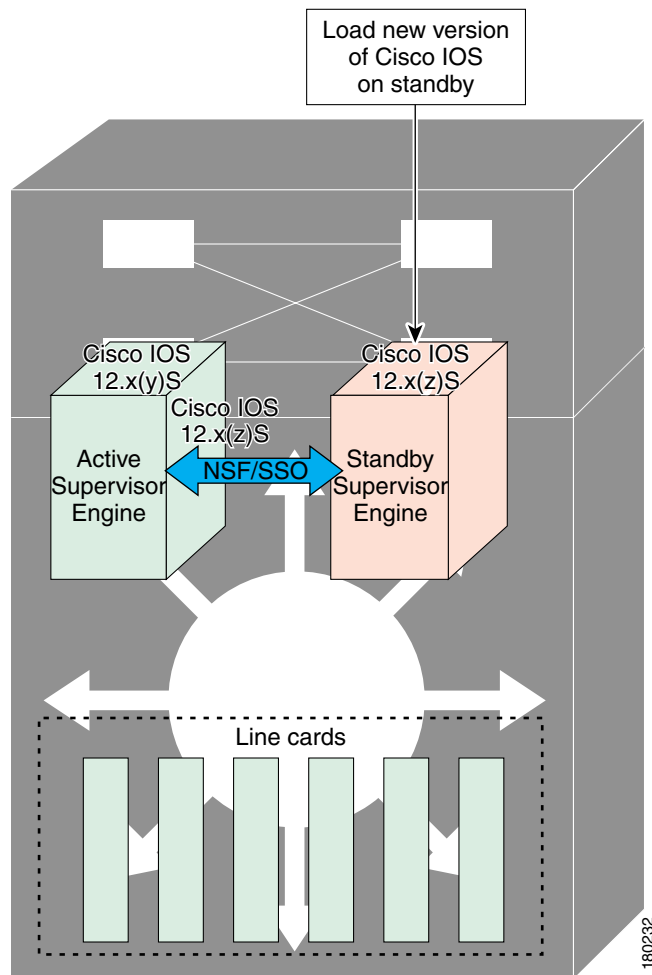 Load new version
of Cisco IOS
on standby
Cisco IOS
12.x(y)S
Cisco IOS
12.x(z)S
Cisco IOS
12.x(z)S
Active
Supervisor
Engine
NSF/SSO
Standby
Supervisor
Engine
Line cards
180232